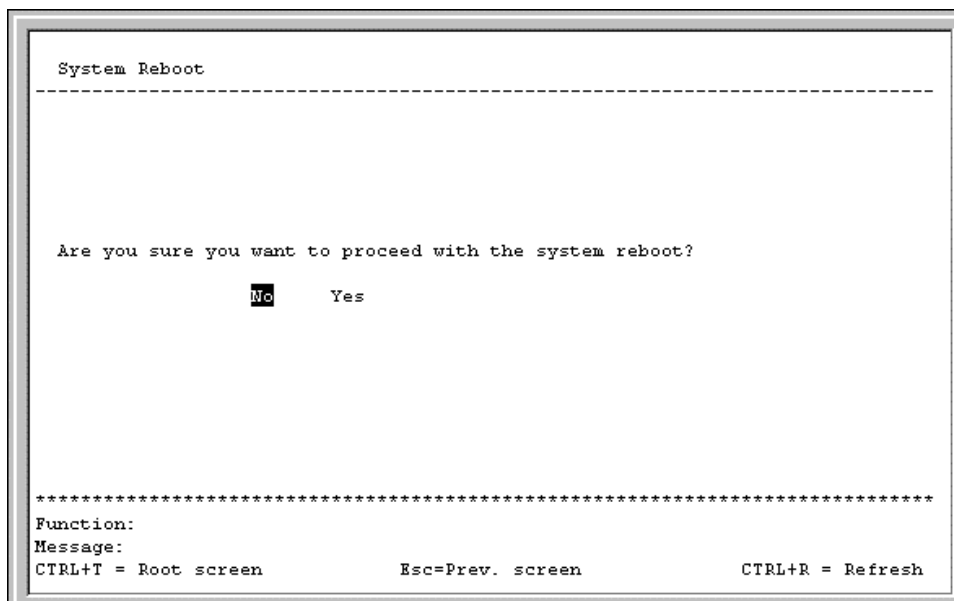 System Reboot
--------------------------------------------------------------------------------
Are you sure you want to proceed with the system reboot?
No Yes
********************************************************************************
Function:
Message:
CTRL+T = Root screen Esc=Prev. screen CTRL+R = Refresh